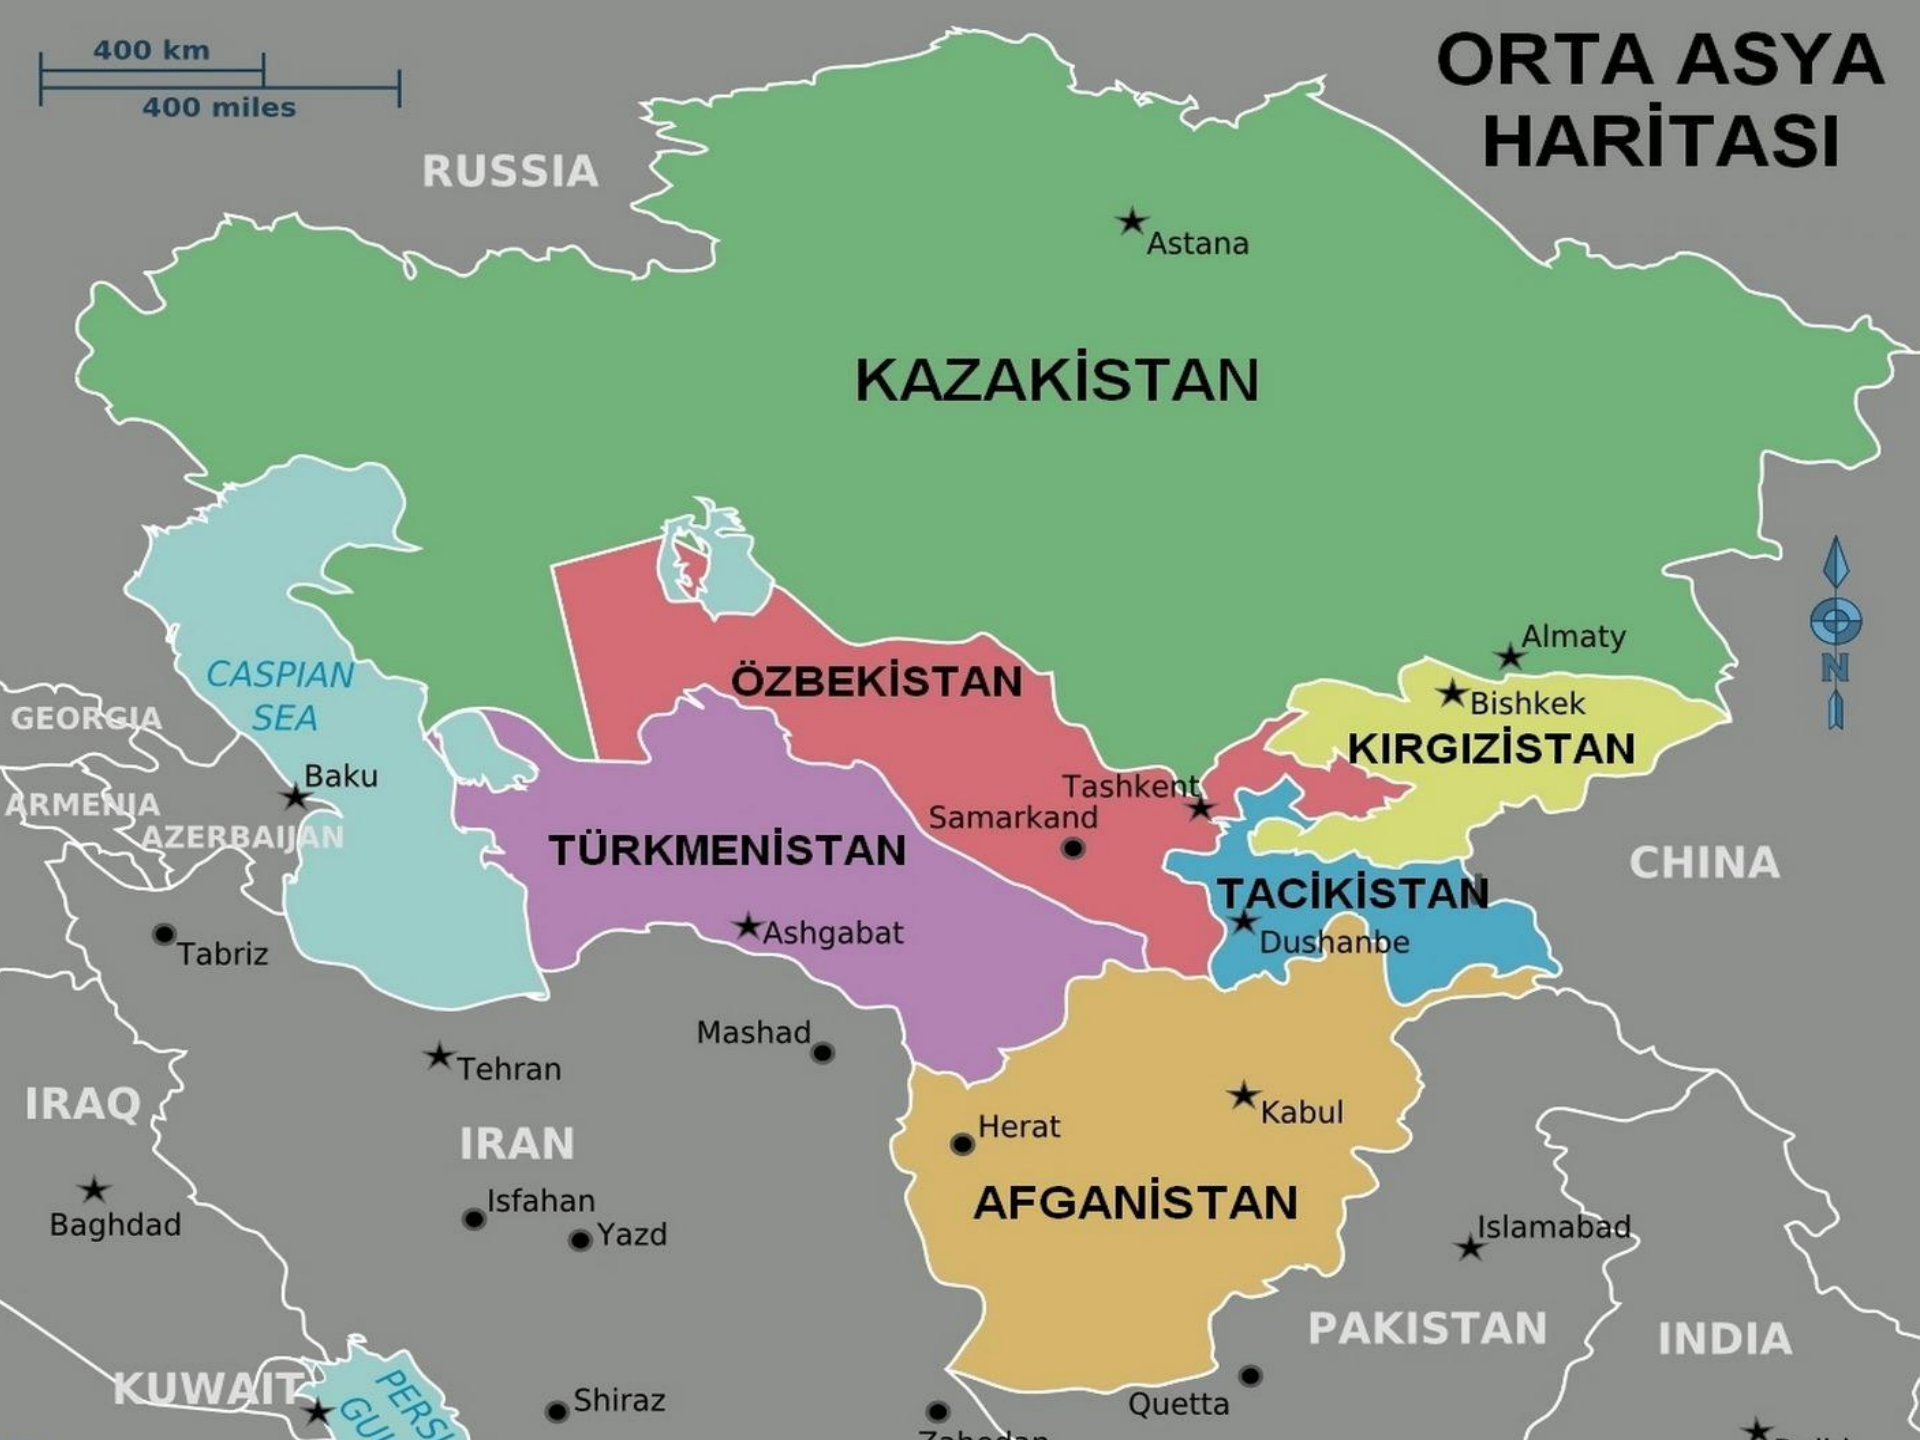 400 km
400 miles
ORTA ASYA
HARİTASI
RUSSIA
Astana
KAZAKİSTAN
Almaty
CASPIAN
SEA
ÖZBEKİSTAN
Bishkek
N
GEORGIA
KIRGIZİSTAN
Baku
Tashkent
ARMENIA
Samarkand
AZERBAIJAN
TÜRKMENİSTAN
CHINA
TACİKİSTAN
Ashgabat
Dushanbe
Tabriz
Mashad
Tehran
IRAQ
Kabul
Herat
IRAN
Isfahan
AFGANİSTAN
Baghdad
Yazd
Islamabad
PAKISTAN
INDIA
KUWAIT
Shiraz
Quetta